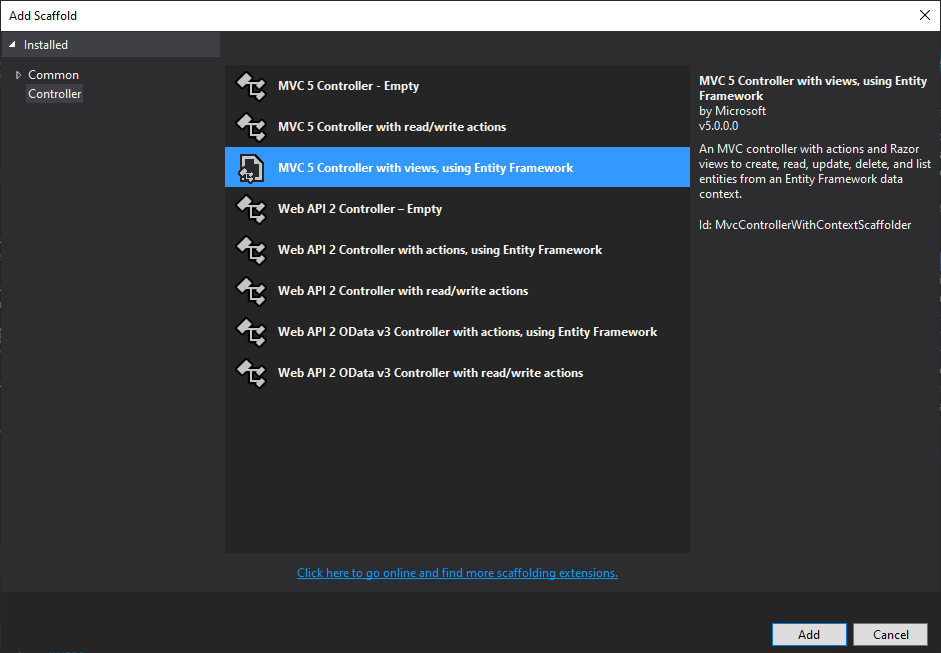 Add Scaffold
Installed
Common
Controller
MVC 5 Controller - Empty
MVC 5 Controller with read/write actions
MVC 5 Controller with views, using Entity Framework
Web API 2 Controller – Empty
Web API 2 Controller with actions, using Entity Framework
Web API 2 Controller with read/write actions
Web API 2 OData v3 Controller with actions, using Entity Framework
Web API 2 OData v3 Controller with read/write actions
MVC 5 Controller with views, using Entity
Framework
by Microsoft
v5.0.0.0
An MVC controller with actions and Razor
views to create, read, update, delete, and list
entities from an Entity Framework data
context.
Id: MvcControllerWithContextScaffolder
Click here to go online and find more scaffolding extensions.
Add
Cancel